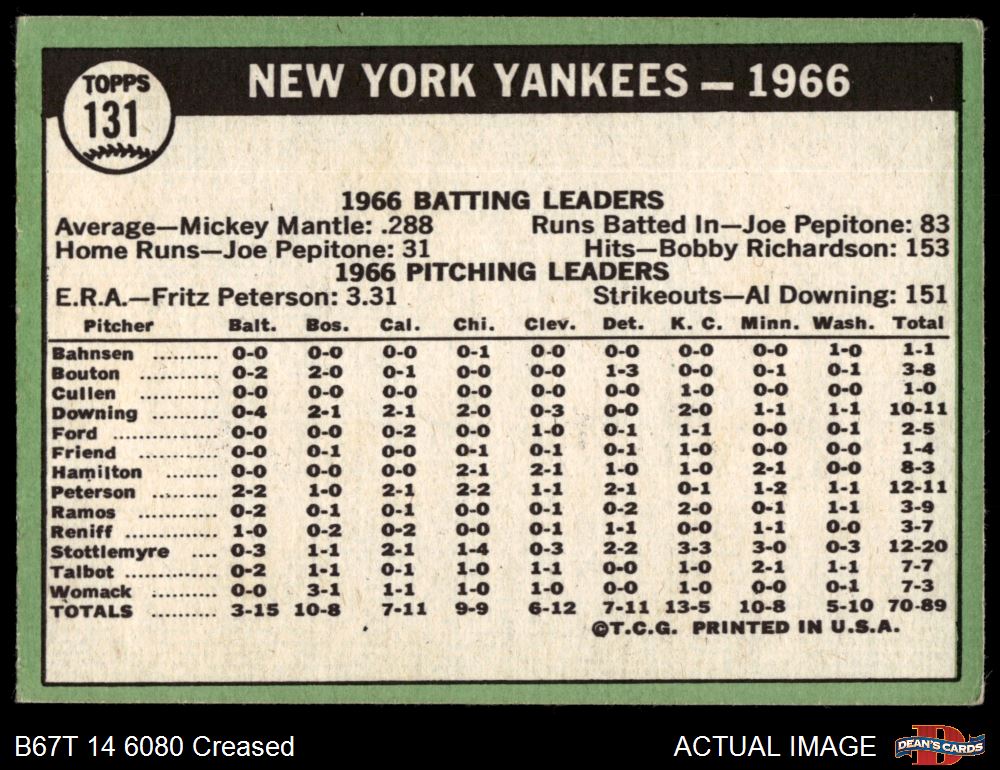 TOPPS
131
NEW YORK YANKEES — 1966
1966 BATTING LEADERS
Average—Mickey Mantle: .288 Runs Batted In—Joe Pepitone: 83
Home Runs—Joe Pepitone: 31 Hits—Bobby Richardson: 153
1966 PITCHING LEADERS
E.R.A.—Fritz Peterson: 3.31 Strikeouts—Al Downing: 151
Pitcher Balt. Bos. Cal. Chi. Clev. Det. K. C. Minn. Wash. Total
Bahnsen .......... 0-0 0-0 0-0 0-1 0-0 0-0 0-0 0-0 1-0 1-1
Bouton ............ 0-2 2-0 0-1 0-0 0-0 1-3 0-0 0-1 0-1 3-8
Cullen ............ 0-0 0-0 0-0 0-0 0-0 0-0 1-0 0-0 0-0 1-0
Downing .......... 0-4 2-1 2-1 2-0 0-3 0-0 2-0 1-1 1-1 10-11
Ford ................ 0-0 0-0 0-2 0-0 1-0 0-1 1-1 0-0 0-1 2-5
Friend ............ 0-0 0-1 0-0 0-1 0-1 0-1 1-0 0-0 0-0 1-4
Hamilton ........ 0-0 0-0 0-0 2-1 2-1 1-0 1-0 2-1 0-0 8-3
Peterson .......... 2-2 1-0 2-1 2-2 1-1 2-1 0-1 1-2 1-1 12-11
Ramos ............ 0-2 0-1 0-1 0-0 0-1 0-2 2-0 0-1 1-1 3-9
Reniff ............ 1-0 0-2 0-2 0-0 0-1 1-1 0-0 1-1 0-0 3-7
Stottlemyre .... 0-3 1-1 2-1 1-4 0-3 2-2 3-3 3-0 0-3 12-20
Talbot .............. 0-2 1-1 0-1 1-0 1-1 0-0 1-0 2-1 1-1 7-7
Womack .......... 0-0 3-1 1-1 1-0 1-0 0-0 1-0 0-0 0-1 7-3
TOTALS .......... 3-15 10-8 7-11 9-9 6-12 7-11 13-5 10-8 5-10 70-89
©T.C.G. PRINTED IN U.S.A.
B67T 14 6080 Creased ACTUAL IMAGE
D
DEAN'S CARDS